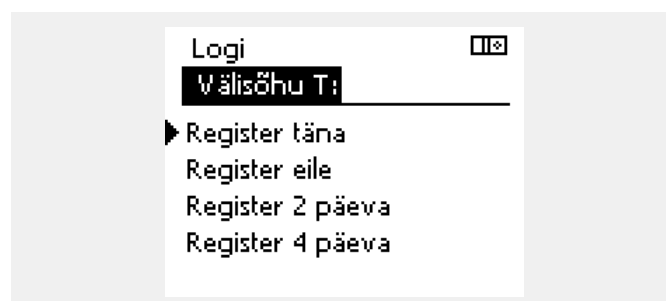 Logi
Välisõhu T:
Register täna
Register eile
Register 2 päeva
Register 4 päeva